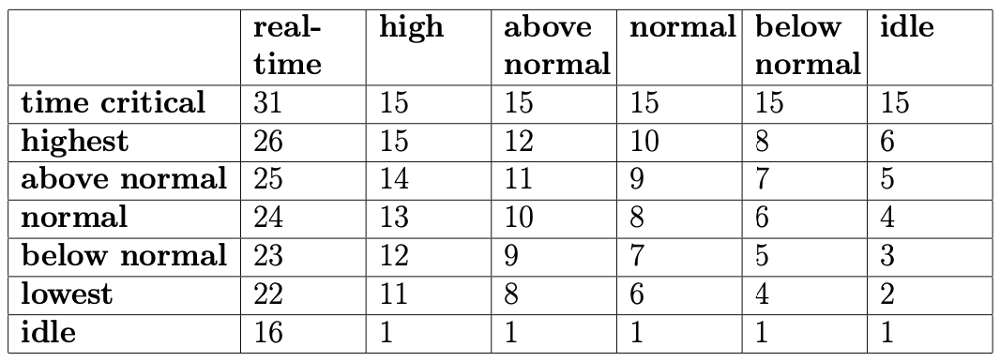 real- high above normal below idle
time normal normal
time critical 31 15 15 15 15 15
highest 26 15 12 10 8 6
above normal 25 14 11 9 7 5
normal 24 13 10 8 6 4
below normal 23 12 9 7 5 3
lowest 22 11 8 6 4 2
idle 16 1 1 1 1 1